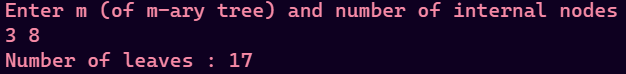 Enter m (of m-ary tree) and number of internal nodes
3 8
Number of leaves : 17